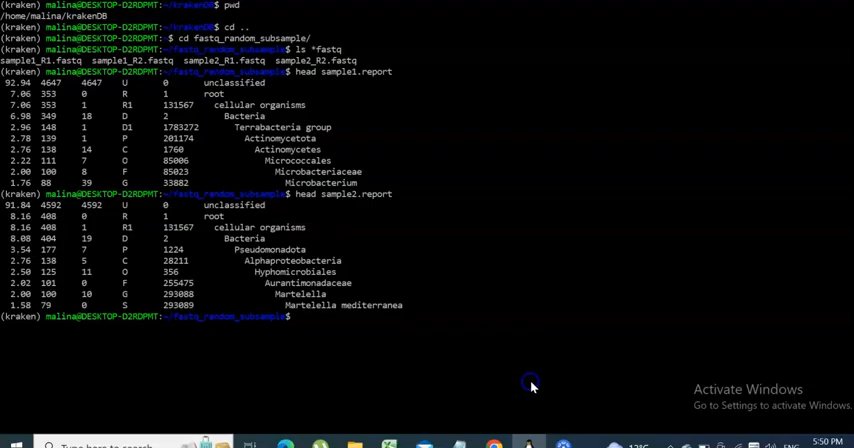 (kraken) malina@DESKTOP-D2RDPMT:~/krakenDB$ pwd
/home/malina/krakenDB
(kraken) malina@DESKTOP-D2RDPMT:~/krakenDB$ cd ..
(kraken) malina@DESKTOP-D2RDPMT:~$ cd fastq_random_subsample/
(kraken) malina@DESKTOP-D2RDPMT:~/fastq_random_subsample$ ls *fastq
sample1_R1.fastq sample1_R2.fastq sample2_R1.fastq sample2_R2.fastq
(kraken) malina@DESKTOP-D2RDPMT:~/fastq_random_subsample$ head sample1.report
92.94 4647 4647 U 0 unclassified
7.06 353 0 R 1 root
7.06 353 1 R1 131567 cellular organisms
6.98 349 18 D 2 Bacteria
2.96 148 1 D1 1783272 Terrabacteria group
2.78 139 1 P 201174 Actinomycetota
2.76 138 14 C 1760 Actinomycetes
2.22 111 7 O 85006 Micrococcales
2.00 100 8 F 85023 Microbacteriaceae
1.76 88 39 G 33882 Microbacterium
(kraken) malina@DESKTOP-D2RDPMT:~/fastq_random_subsample$ head sample2.report
91.84 4592 4592 U 0 unclassified
8.16 408 0 R 1 root
8.16 408 1 R1 131567 cellular organisms
8.08 404 19 D 2 Bacteria
3.54 177 7 P 1224 Pseudomonadota
2.76 138 5 C 28211 Alphaproteobacteria
2.50 125 11 O 356 Hyphomicrobiales
2.02 101 0 F 255475 Aurantimonadaceae
2.00 100 10 G 293088 Martelella
1.58 79 0 S 293089 Martelella mediterranea
(kraken) malina@DESKTOP-D2RDPMT:~/fastq_random_subsample$
Activate Windows
Go to Settings to activate Windows.
5:50 PM
Type here to search
12°C
ENG